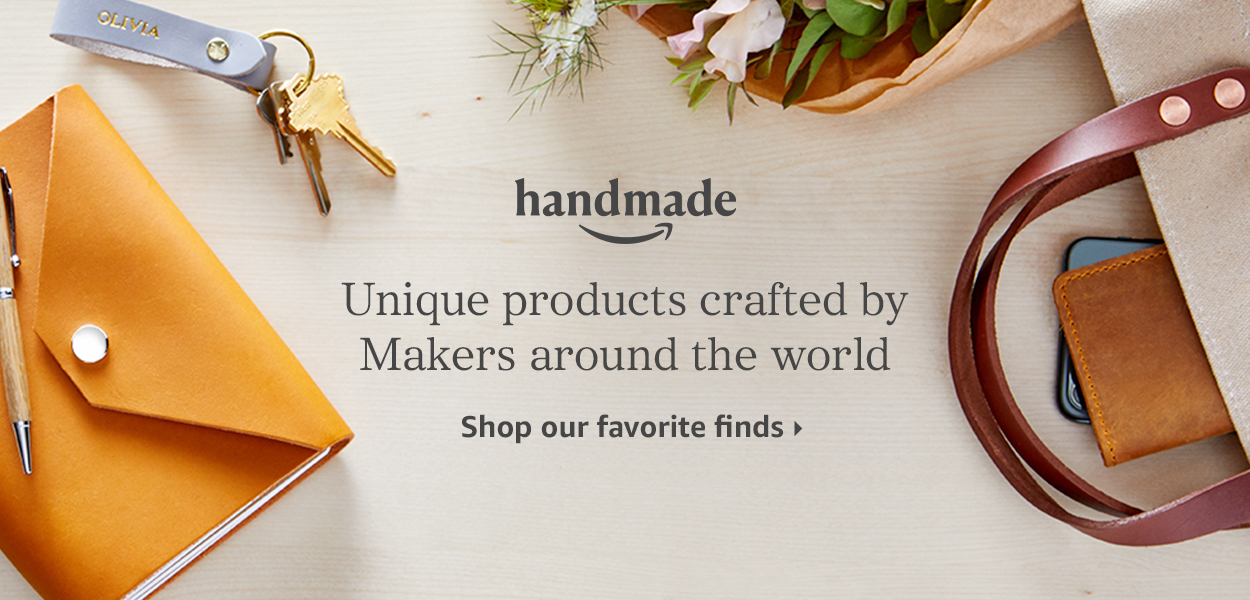 OLIVIA
handmade
Unique products crafted by
Makers around the world
Shop our favorite finds